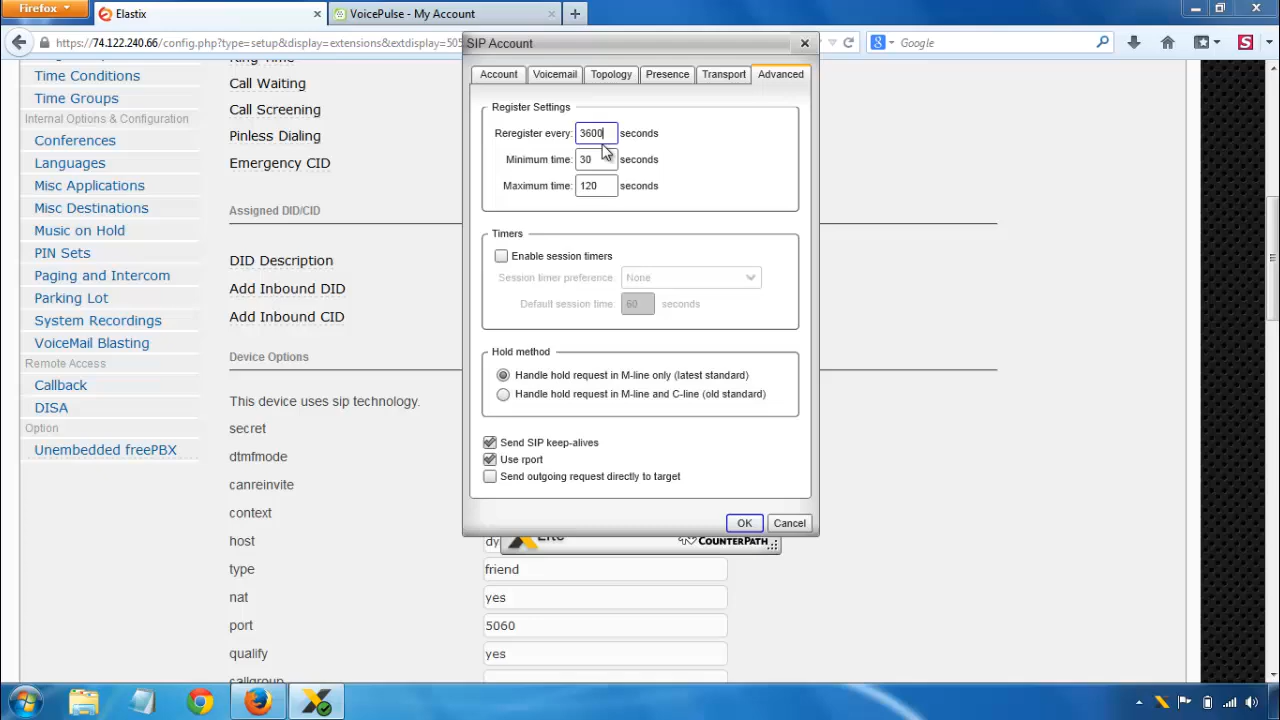 Firefox
Elastix
VoicePulse - My Account
https://74.122.240.66/config.php?type=setup&display=extensions&extdisplay=505
Google
SIP Account
Account
Voicemail
Topology
Presence
Transport
Advanced
Time Conditions
Time Groups
Internal Options & Configuration
Conferences
Languages
Misc Applications
Misc Destinations
Music on Hold
PIN Sets
Paging and Intercom
Parking Lot
System Recordings
VoiceMail Blasting
Remote Access
Callback
DISA
Option
Unembedded freePBX
Ring Time
Call Waiting
Call Screening
Pinless Dialing
Emergency CID
Assigned DID/CID
DID Description
Add Inbound DID
Add Inbound CID
Device Options
This device uses sip technology.
secret
dtmfmode
canreinvite
context
host
dy
type
friend
nat
yes
port
5060
qualify
yes
callgroup
Register Settings
Reregister every: 3600 seconds
Minimum time: 30 seconds
Maximum time: 120 seconds
Timers
Enable session timers
Session timer preference: None
Default session time: 60 seconds
Hold method
Handle hold request in M-line only (latest standard)
Handle hold request in M-line and C-line (old standard)
Send SIP keep-alives
Use rport
Send outgoing request directly to target
OK
Cancel
COUNTERPATH